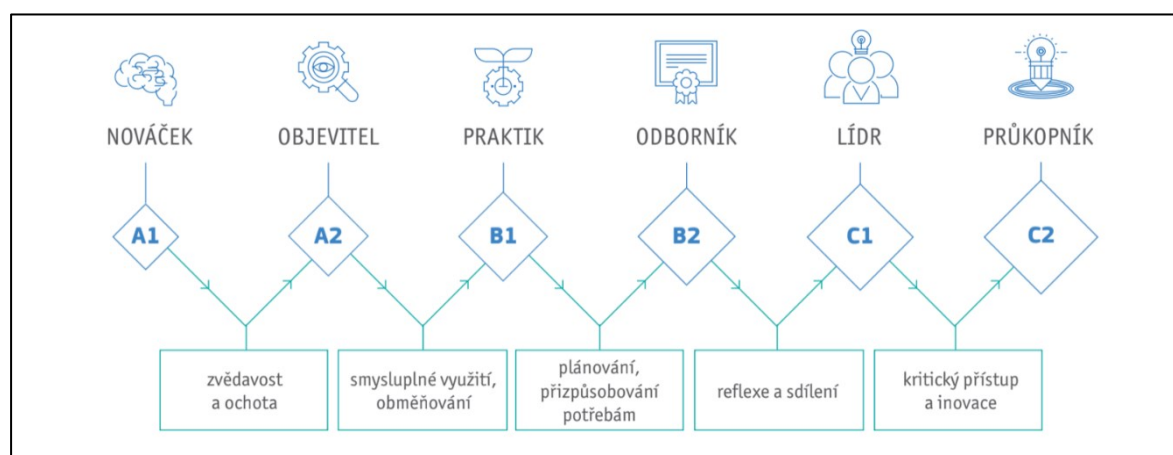 NOVÁČEK
OBJEVITEL
PRAKTIK
ODBORNÍK
LÍDR
PRŮKOPNÍK
A1
A2
B1
B2
C1
C2
zvědavost
a ochota
smysluplné využití,
obměňování
plánování,
přizpůsobování
potřebám
reflexe a sdílení
kritický přístup
a inovace